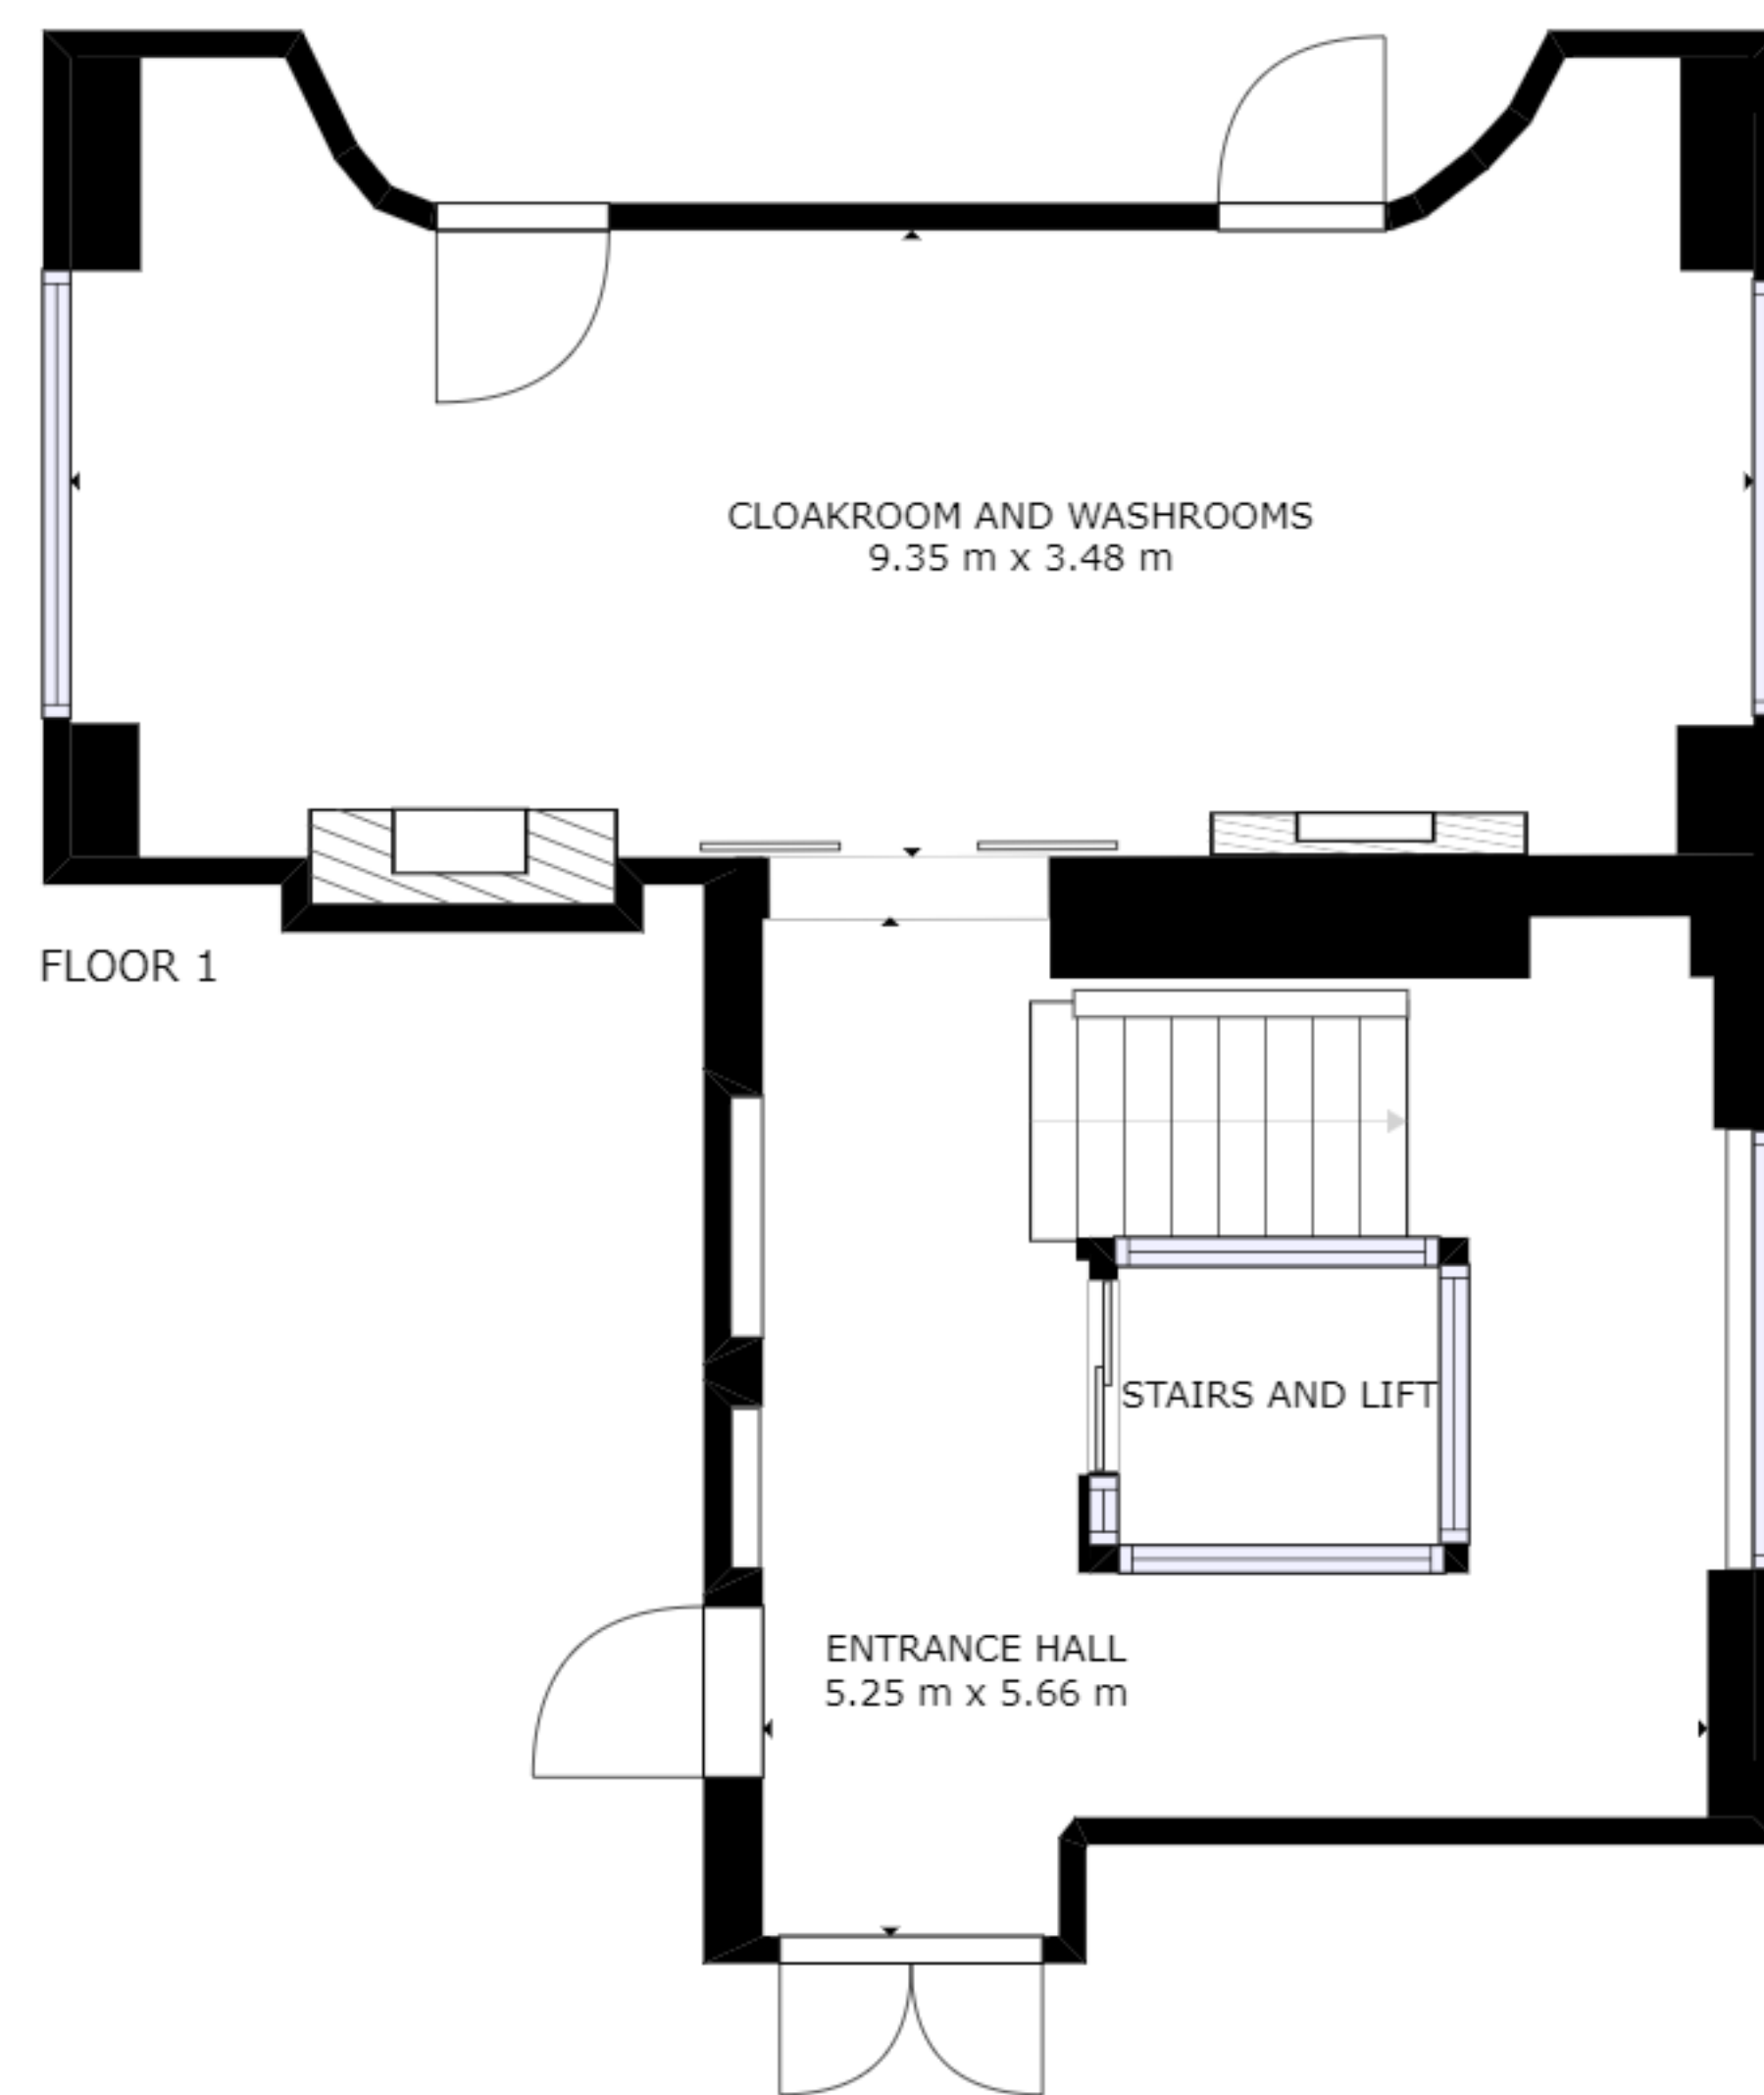 CLOAKROOM AND WASHROOMS
9.35 m x 3.48 m
FLOOR 1
STAIRS AND LIFT
ENTRANCE HALL
5.25 m x 5.66 m